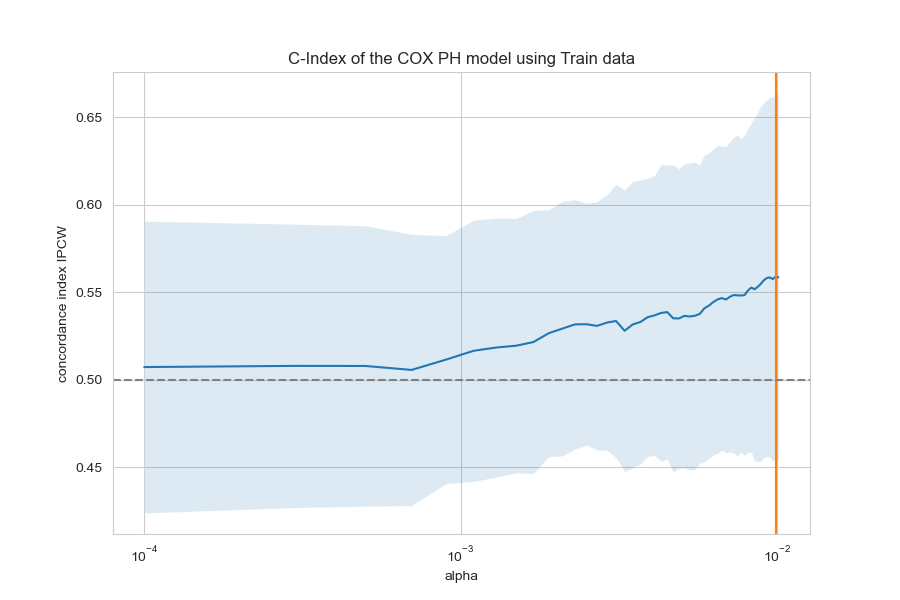 C-Index of the COX PH model using Train data
concordance index IPCW
0.65
0.60
0.55
0.50
0.45
10⁻⁴ 10⁻³ 10⁻²
alpha